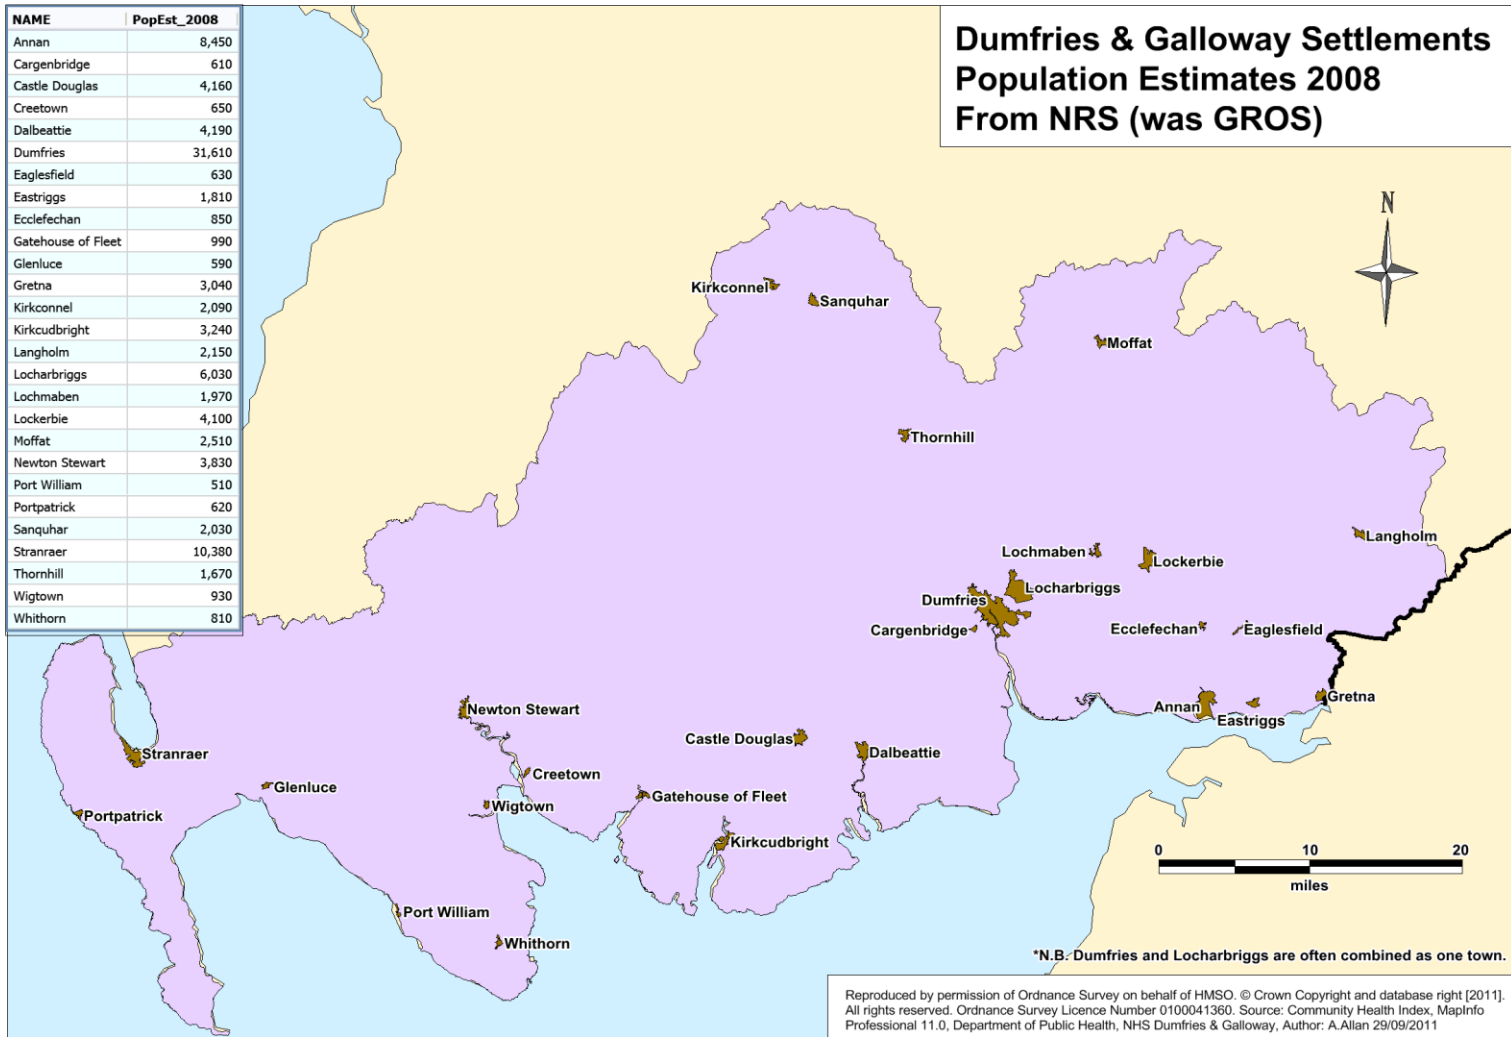 NAME PopEst_2008
Annan 8,450
Cargenbridge 610
Castle Douglas 4,160
Creetown 650
Dalbeattie 4,190
Dumfries 31,610
Eaglesfield 630
Eastriggs 1,810
Ecclefechan 850
Gatehouse of Fleet 990
Glenluce 590
Gretna 3,040
Kirkconnel 2,090
Kirkcudbright 3,240
Langholm 2,150
Locharbriggs 6,030
Lochmaben 1,970
Lockerbie 4,100
Moffat 2,510
Newton Stewart 3,830
Port William 510
Portpatrick 620
Sanquhar 2,030
Stranraer 10,380
Thornhill 1,670
Wigtown 930
Whithorn 810
Dumfries & Galloway Settlements
Population Estimates 2008
From NRS (was GROS)
N
Kirkconnel
Sanquhar
Moffat
Thornhill
Langholm
Lochmaben
Lockerbie
Locharbriggs
Dumfries
Cargenbridge
Ecclefechan
Eaglesfield
Gretna
Annan
Eastriggs
Newton Stewart
Castle Douglas
Dalbeattie
Stranraer
Creetown
Glenluce
Gatehouse of Fleet
Wigtown
Portpatrick
Kirkcudbright
Port William
Whithorn
0 10 20
miles
*N.B. Dumfries and Locharbriggs are often combined as one town.
Reproduced by permission of Ordnance Survey on behalf of HMSO. © Crown Copyright and database right [2011].
All rights reserved. Ordnance Survey Licence Number 0100041360. Source: Community Health Index, MapInfo
Professional 11.0, Department of Public Health, NHS Dumfries & Galloway, Author: A.Allan 29/09/2011